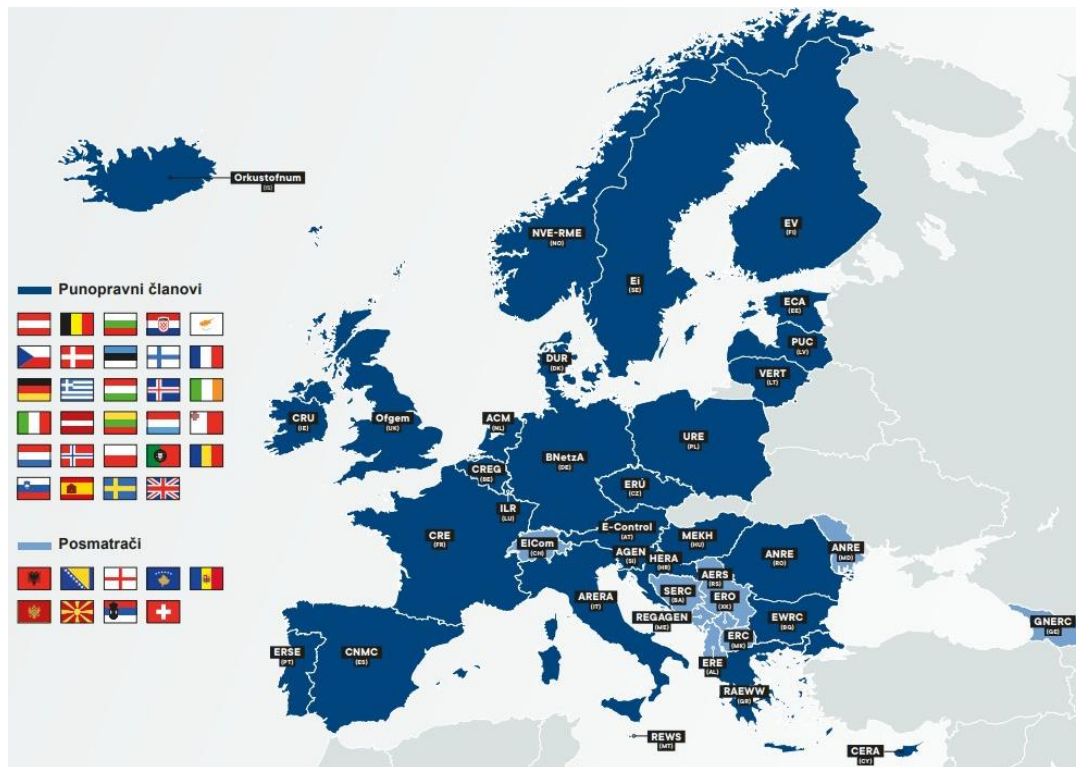 Orkustofnum
(IS)
NVE-RME
(NO)
EV
(FI)
Ei
(SE)
Punopravni članovi
ECA
(EE)
PUC
(LV)
DUR
(DK)
VERT
(LT)
CRU
(IE)
Ofgem
(UK)
ACM
(NL)
URE
(PL)
BNetzA
(DE)
CREG
(BE)
ERÚ
(CZ)
ILR
(LU)
E-Control
(AT)
CRE
(FR)
ElCom
(CH)
MEKH
(HU)
Posmatrači
AGEN
(SI)
HERA
(HR)
ANRE
(RO)
ANRE
(MD)
AERS
(RS)
SERC
(BA)
ERO
(XK)
ARERA
(IT)
REGAGEN
(ME)
EWRC
(BG)
GNERC
(GE)
ERC
(MK)
ERSE
(PT)
CNMC
(ES)
ERE
(AL)
RAEWW
(GR)
REWS
(MT)
CERA
(CY)